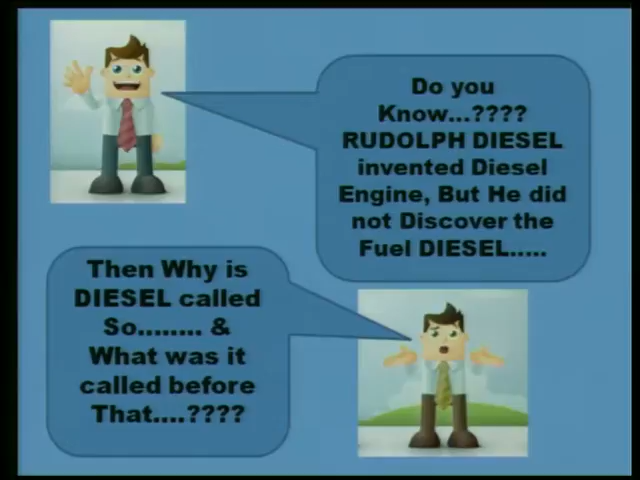 Do you
Know...????
RUDOLPH DIESEL
invented Diesel
Engine, But He did
not Discover the
Fuel DIESEL.....
Then Why is
DIESEL called
So........ &
What was it
called before
That....????